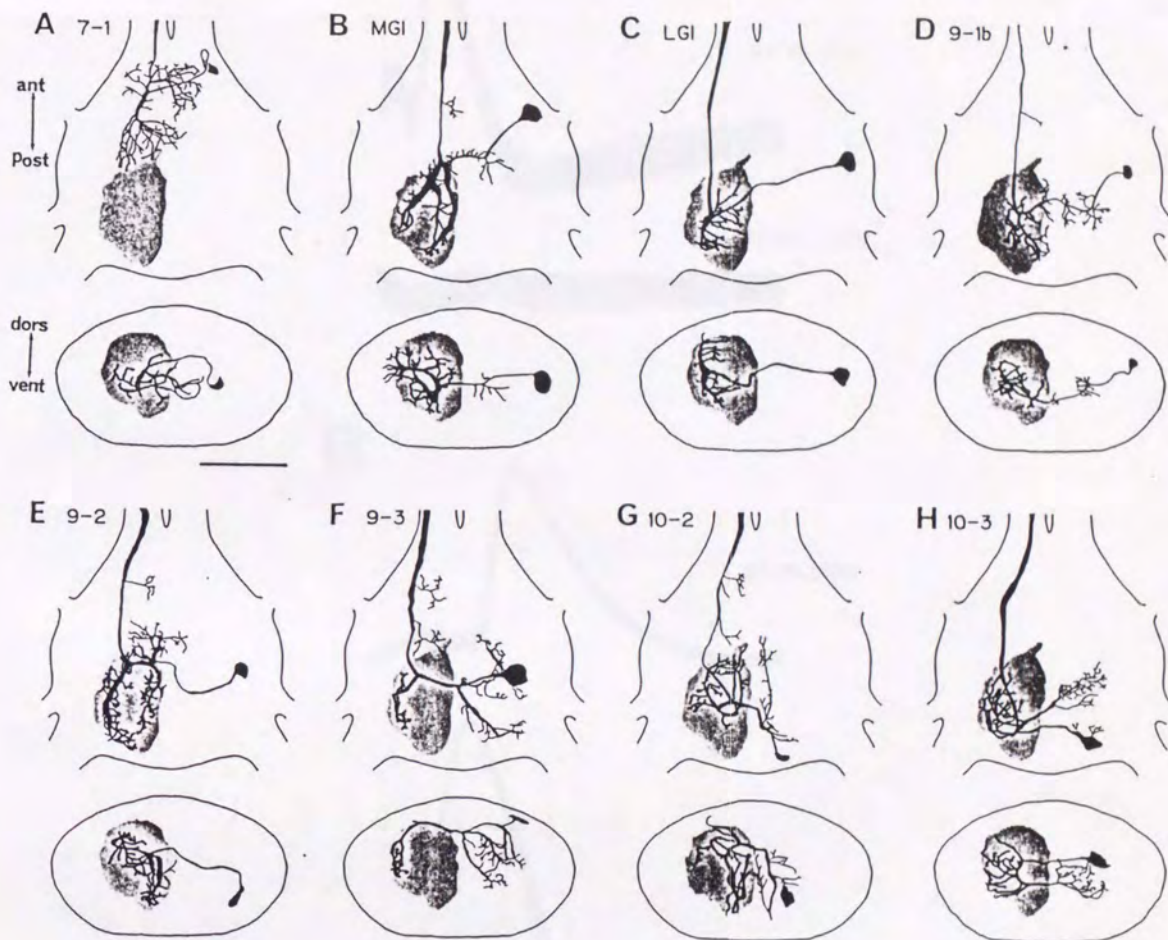 A 7-1
B MGI
C LGI
D 9-1b
ant
Post
dors
vent
E 9-2
F 9-3
G 10-2
H 10-3